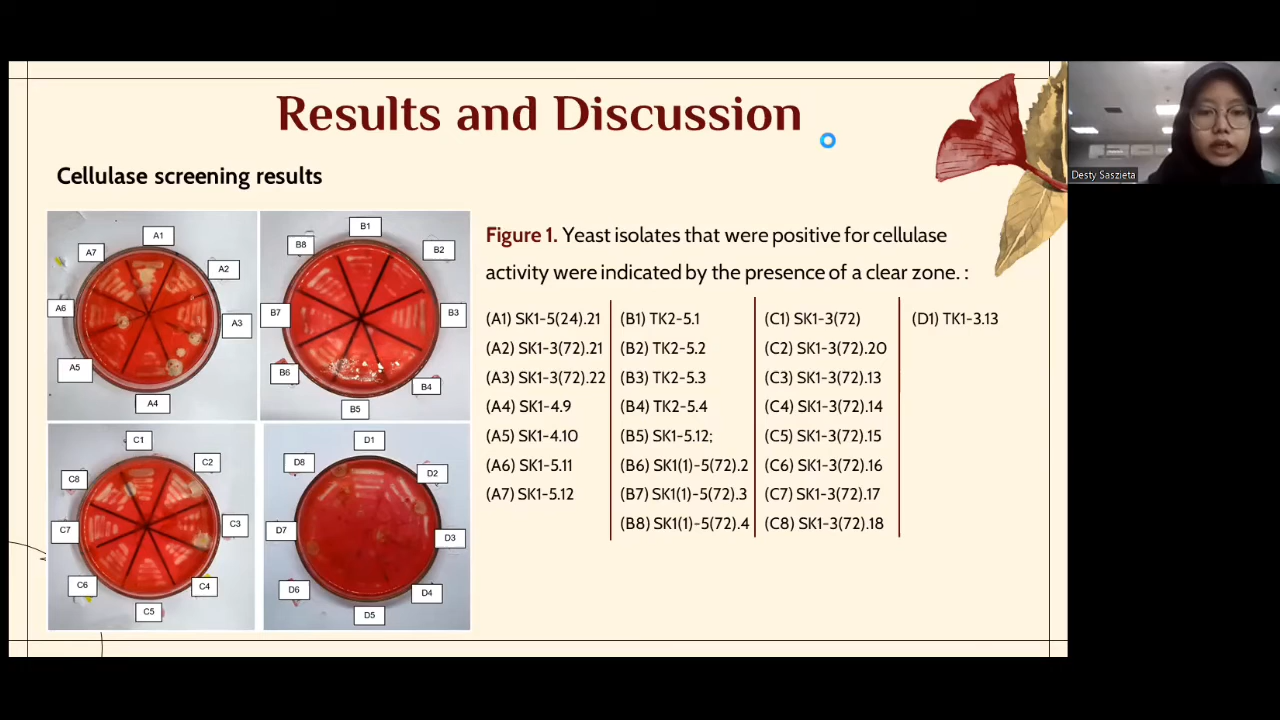 Results and Discussion
Desty Saszieta
Cellulase screening results
A1
A7
A2
A6
A3
A5
A4
B1
B8
B2
B7
B3
B6
B4
B5
C1
C8
C2
C7
C3
C6
C4
C5
D1
D8
D2
D7
D3
D6
D4
D5
Figure 1. Yeast isolates that were positive for cellulase
activity were indicated by the presence of a clear zone. :
(A1) SK1-5(24).21
(A2) SK1-3(72).21
(A3) SK1-3(72).22
(A4) SK1-4.9
(A5) SK1-4.10
(A6) SK1-5.11
(A7) SK1-5.12
(B1) TK2-5.1
(B2) TK2-5.2
(B3) TK2-5.3
(B4) TK2-5.4
(B5) SK1-5.12;
(B6) SK1(1)-5(72).2
(B7) SK1(1)-5(72).3
(B8) SK1(1)-5(72).4
(C1) SK1-3(72)
(C2) SK1-3(72).20
(C3) SK1-3(72).13
(C4) SK1-3(72).14
(C5) SK1-3(72).15
(C6) SK1-3(72).16
(C7) SK1-3(72).17
(C8) SK1-3(72).18
(D1) TK1-3.13